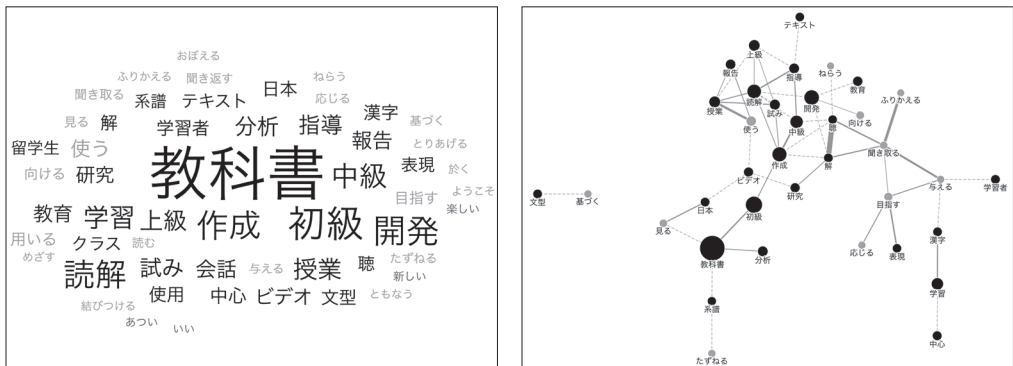 おぼえる
ふりかえる 聞き返す ねらう
聞き取る 系譜 テキスト 日本 応じる
見る 解 学習者 分析 指導 漢字 基づく
留学生 使う 報告 とりあげる
教科書
向ける 研究 中級 表現 於く
目指す ようこそ
教育 学習 上級 作成 初級 開発 楽しい
用いる クラス 読む
めざす 読解 試み 会話 与える 授業 聴 たずねる
新しい
使用 中心 ビデオ 文型 ともなう
結びつける
あつい いい
テキスト
上級
報告 指導 ねらう
教育
授業 読解 試み 開発 ふりかえる
使う 中級 聴 向ける
作成 解 聞き取る
ビデオ 研究 与える 学習者
文型 基づく
日本 初級 目指す
見る
教科書 分析 応じる 表現 漢字
系譜 学習
たずねる 中心